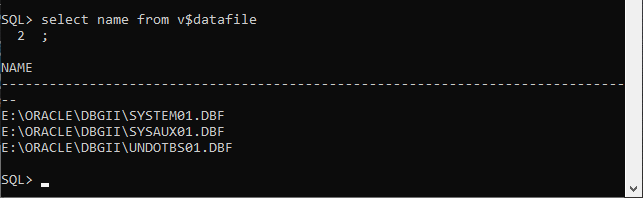 SQL> select name from v$datafile
  2  ;
NAME
--------------------------------------------------------------------------------
--
E:\ORACLE\DBGII\SYSTEM01.DBF
E:\ORACLE\DBGII\SYSAUX01.DBF
E:\ORACLE\DBGII\UNDOTBS01.DBF
SQL>